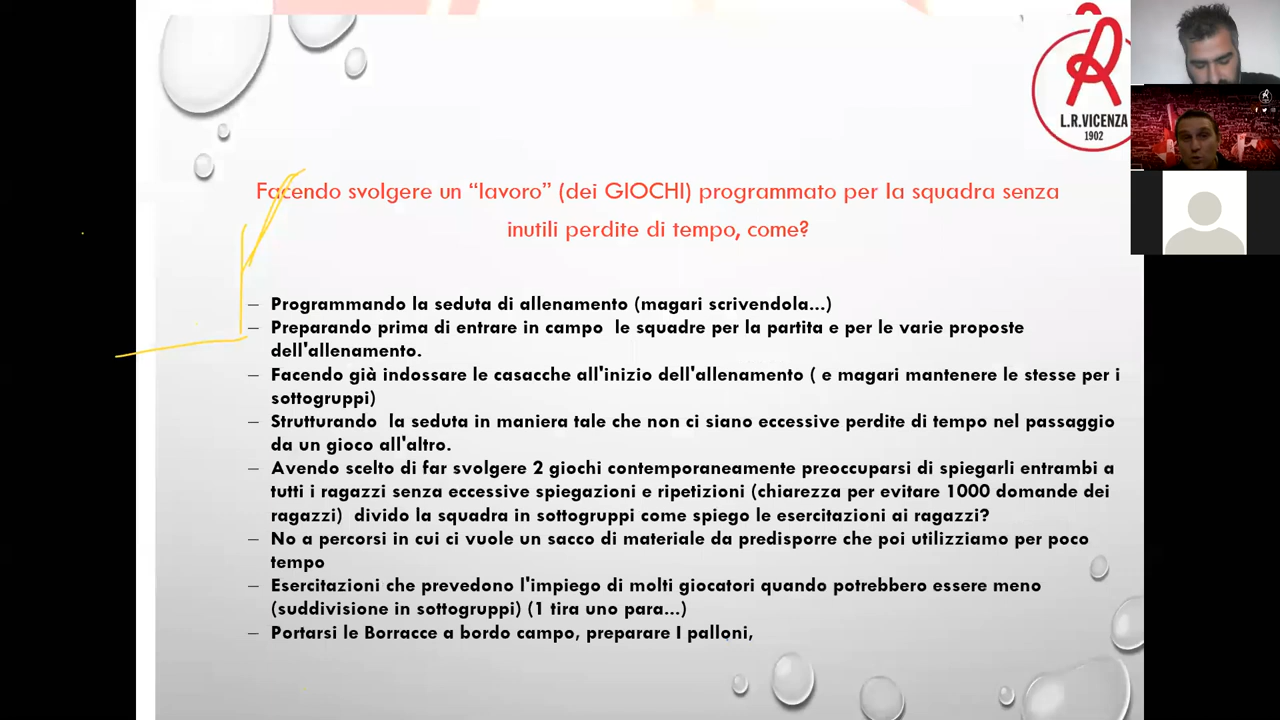 L.R.VICENZA
1902
Facendo svolgere un “lavoro” (dei GIOCHI) programmato per la squadra senza
inutili perdite di tempo, come?
– Programmando la seduta di allenamento (magari scrivendola...)
– Preparando prima di entrare in campo le squadre per la partita e per le varie proposte
dell'allenamento.
– Facendo già indossare le casacche all'inizio dell'allenamento ( e magari mantenere le stesse per i
sottogruppi)
– Strutturando la seduta in maniera tale che non ci siano eccessive perdite di tempo nel passaggio
da un gioco all'altro.
– Avendo scelto di far svolgere 2 giochi contemporaneamente preoccuparsi di spiegarli entrambi a
tutti i ragazzi senza eccessive spiegazioni e ripetizioni (chiarezza per evitare 1000 domande dei
ragazzi) divido la squadra in sottogruppi come spiego le esercitazioni ai ragazzi?
– No a percorsi in cui ci vuole un sacco di materiale da predisporre che poi utilizziamo per poco
tempo
– Esercitazioni che prevedono l'impiego di molti giocatori quando potrebbero essere meno
(suddivisione in sottogruppi) (1 tira uno para...)
– Portarsi le Borracce a bordo campo, preparare I palloni,